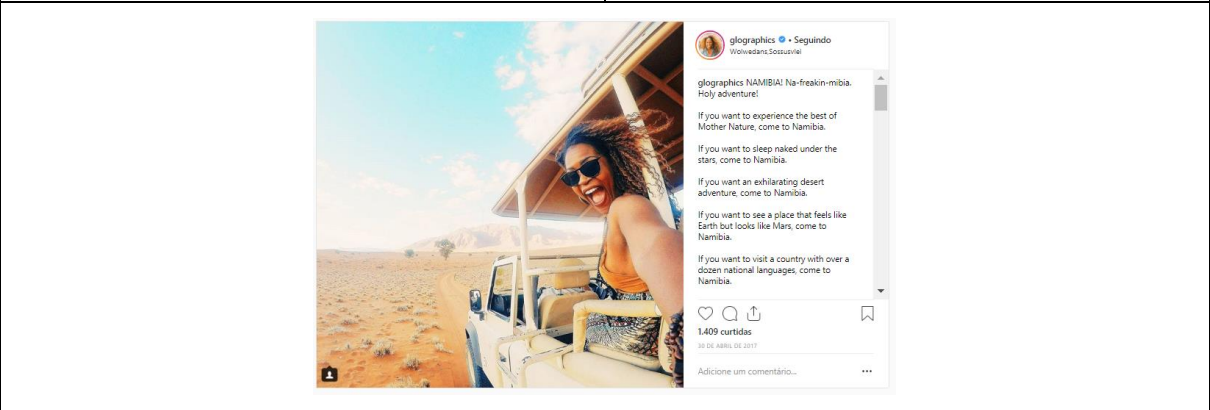 glographics • Seguindo
Wolwedans,Sossusvlei
glographics NAMIBIA! Na-freakin-mibia.
Holy adventure!
If you want to experience the best of
Mother Nature, come to Namibia.
If you want to sleep naked under the
stars, come to Namibia.
If you want an exhilarating desert
adventure, come to Namibia.
If you want to see a place that feels like
Earth but looks like Mars, come to
Namibia.
If you want to visit a country with over a
dozen national languages, come to
Namibia.
1.409 curtidas
30 DE ABRIL DE 2017
Adicione um comentário...